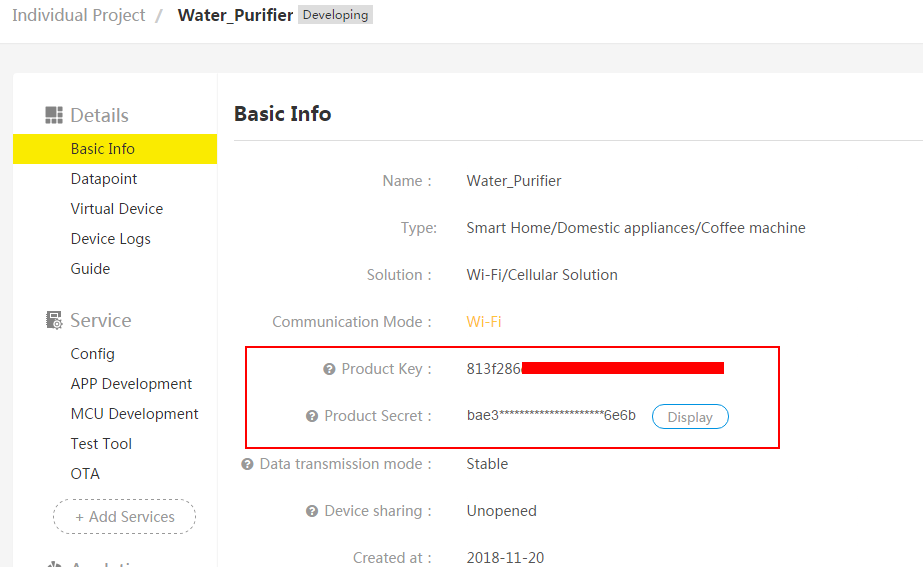 Individual Project / Water_Purifier Developing
Details
Basic Info
Datapoint
Virtual Device
Device Logs
Guide
Service
Config
APP Development
MCU Development
Test Tool
OTA
+ Add Services
Basic Info
Name : Water_Purifier
Type: Smart Home/Domestic appliances/Coffee machine
Solution : Wi-Fi/Cellular Solution
Communication Mode : Wi-Fi
? Product Key : 813f286
? Product Secret : bae3*********************6e6b Display
? Data transmission mode : Stable
? Device sharing : Unopened
Created at : 2018-11-20